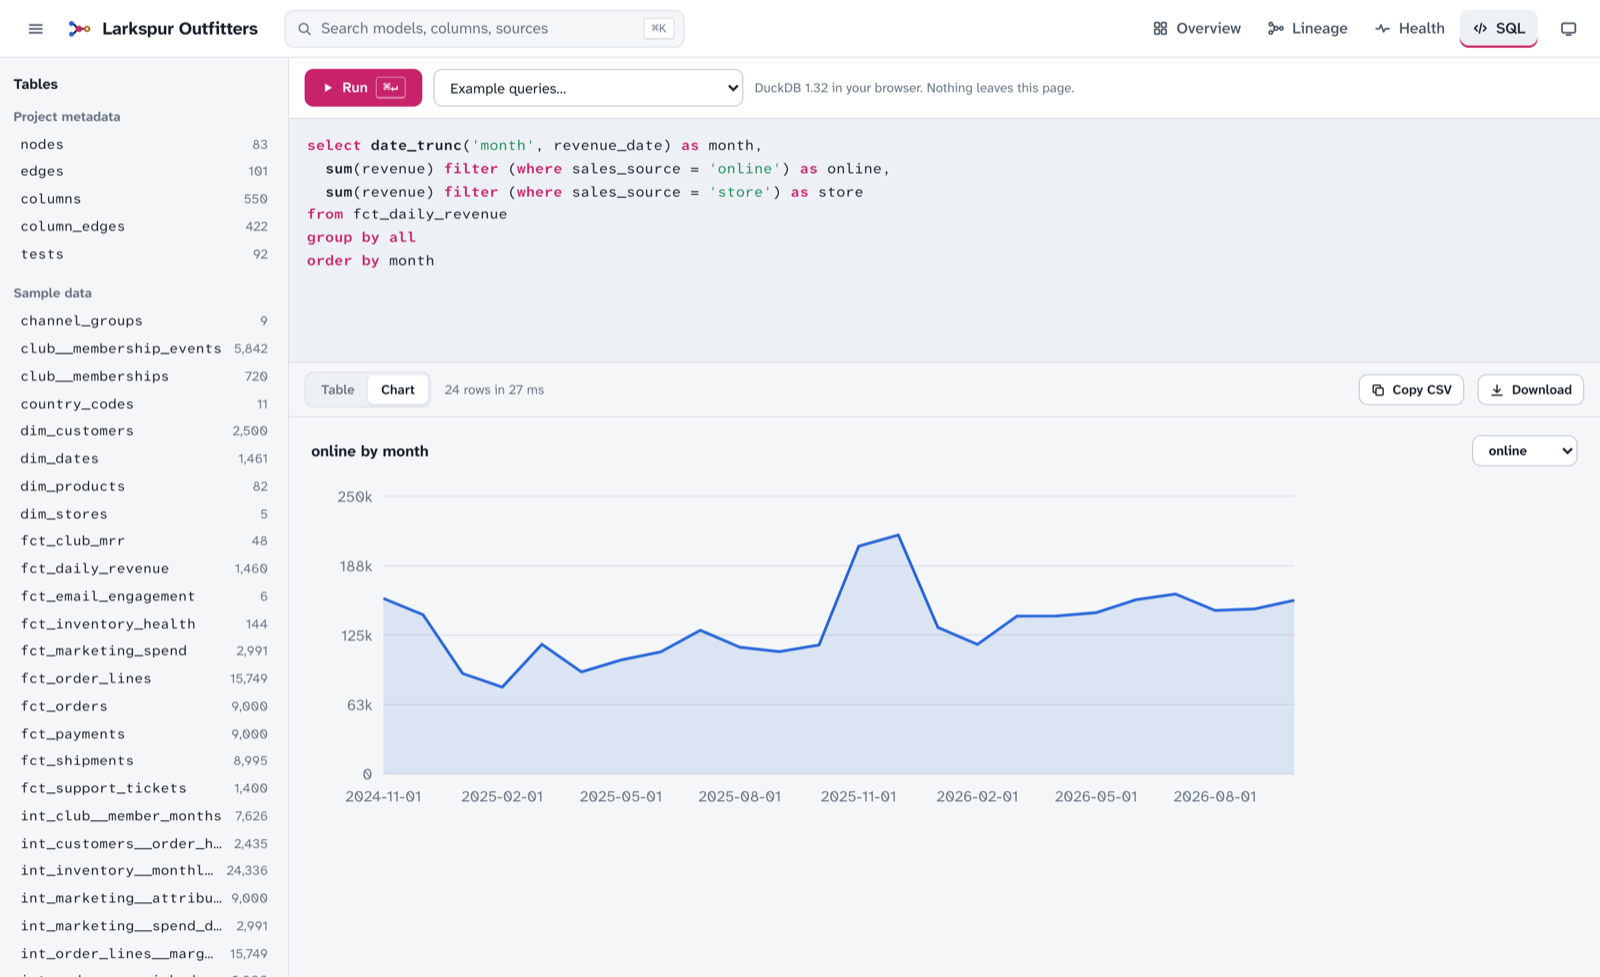 Larkspur Outfitters
Search models, columns, sources
⌘K
Overview
Lineage
Health
SQL
Tables
Project metadata
nodes 83
edges 101
columns 550
column_edges 422
tests 92
Sample data
channel_groups 9
club__membership_events 5,842
club__memberships 720
country_codes 11
dim_customers 2,500
dim_dates 1,461
dim_products 82
dim_stores 5
fct_club_mrr 48
fct_daily_revenue 1,460
fct_email_engagement 6
fct_inventory_health 144
fct_marketing_spend 2,991
fct_order_lines 15,749
fct_orders 9,000
fct_payments 9,000
fct_shipments 8,995
fct_support_tickets 1,400
int_club__member_months 7,626
int_customers__order_h… 2,435
int_inventory__monthl… 24,336
int_marketing__attribu… 9,000
int_marketing__spend_d… 2,991
int_order_lines__marg… 15,749
Run ⌘↵
Example queries...
DuckDB 1.32 in your browser. Nothing leaves this page.
select date_trunc('month', revenue_date) as month,
sum(revenue) filter (where sales_source = 'online') as online,
sum(revenue) filter (where sales_source = 'store') as store
from fct_daily_revenue
group by all
order by month
Table
Chart
24 rows in 27 ms
Copy CSV
Download
online by month
online
250k
188k
125k
63k
0
2024-11-01 2025-02-01 2025-05-01 2025-08-01 2025-11-01 2026-02-01 2026-05-01 2026-08-01